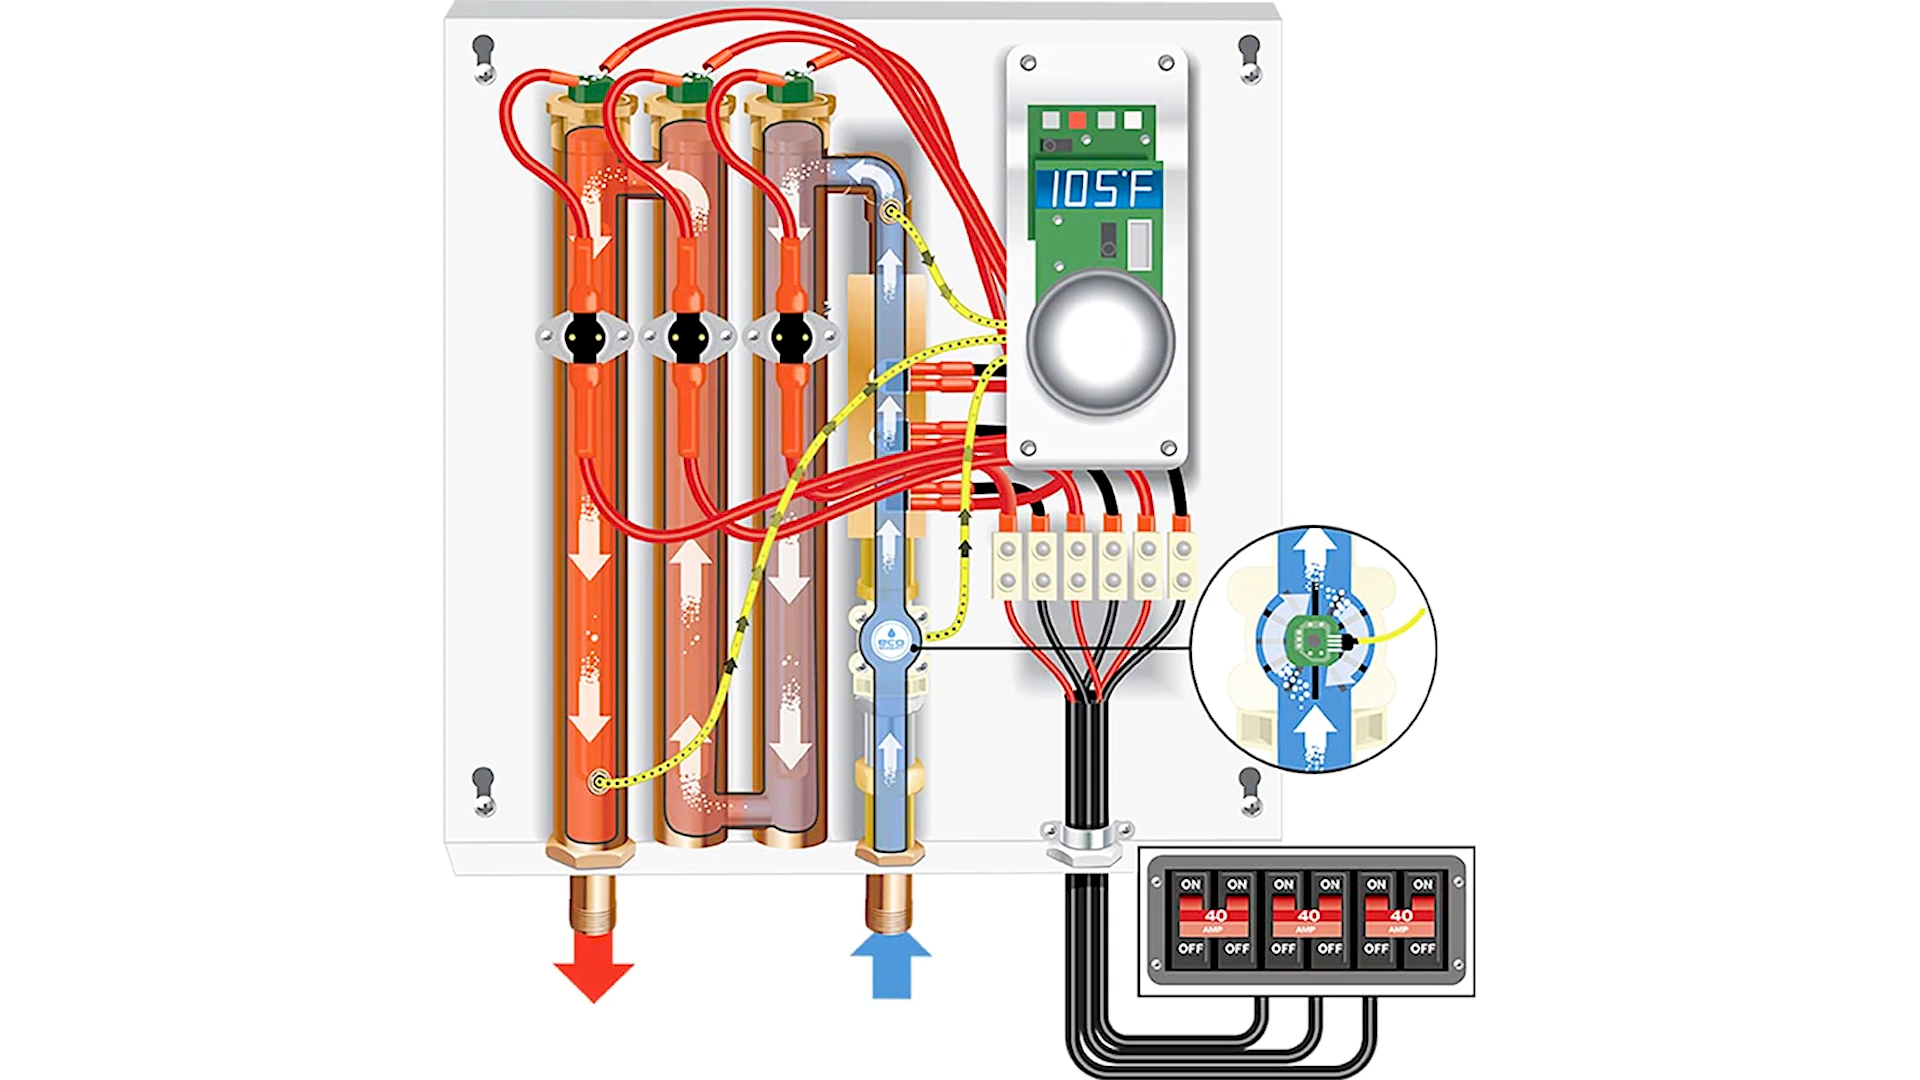 105°F
eco
ON ON ON ON ON ON
40 40 40
AMP AMP AMP
OFF OFF OFF OFF OFF OFF